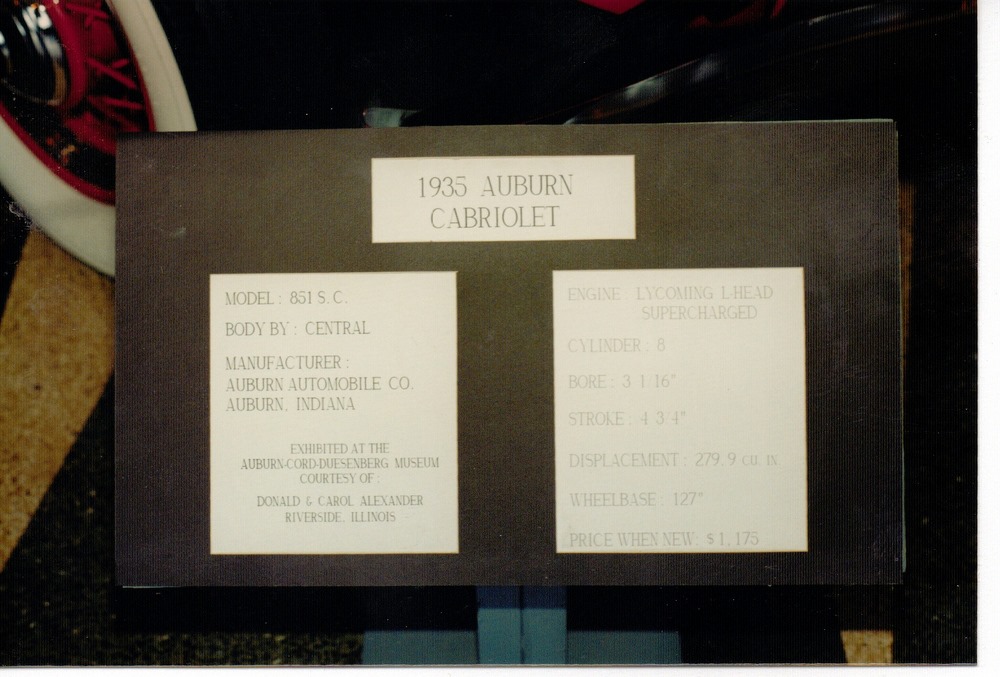 1935 AUBURN
CABRIOLET
MODEL : 851 S. C.
BODY BY : CENTRAL
MANUFACTURER :
AUBURN AUTOMOBILE CO.
AUBURN, INDIANA
EXHIBITED AT THE
AUBURN-CORD-DUESENBERG MUSEUM
COURTESY OF :
DONALD & CAROL ALEXANDER
RIVERSIDE, ILLINOIS
ENGINE : LYCOMING L-HEAD
SUPERCHARGED
CYLINDER : 8
BORE : 3 1/16"
STROKE : 4 3/4"
DISPLACEMENT : 279.9 CU. IN.
WHEELBASE : 127"
PRICE WHEN NEW: $1,175